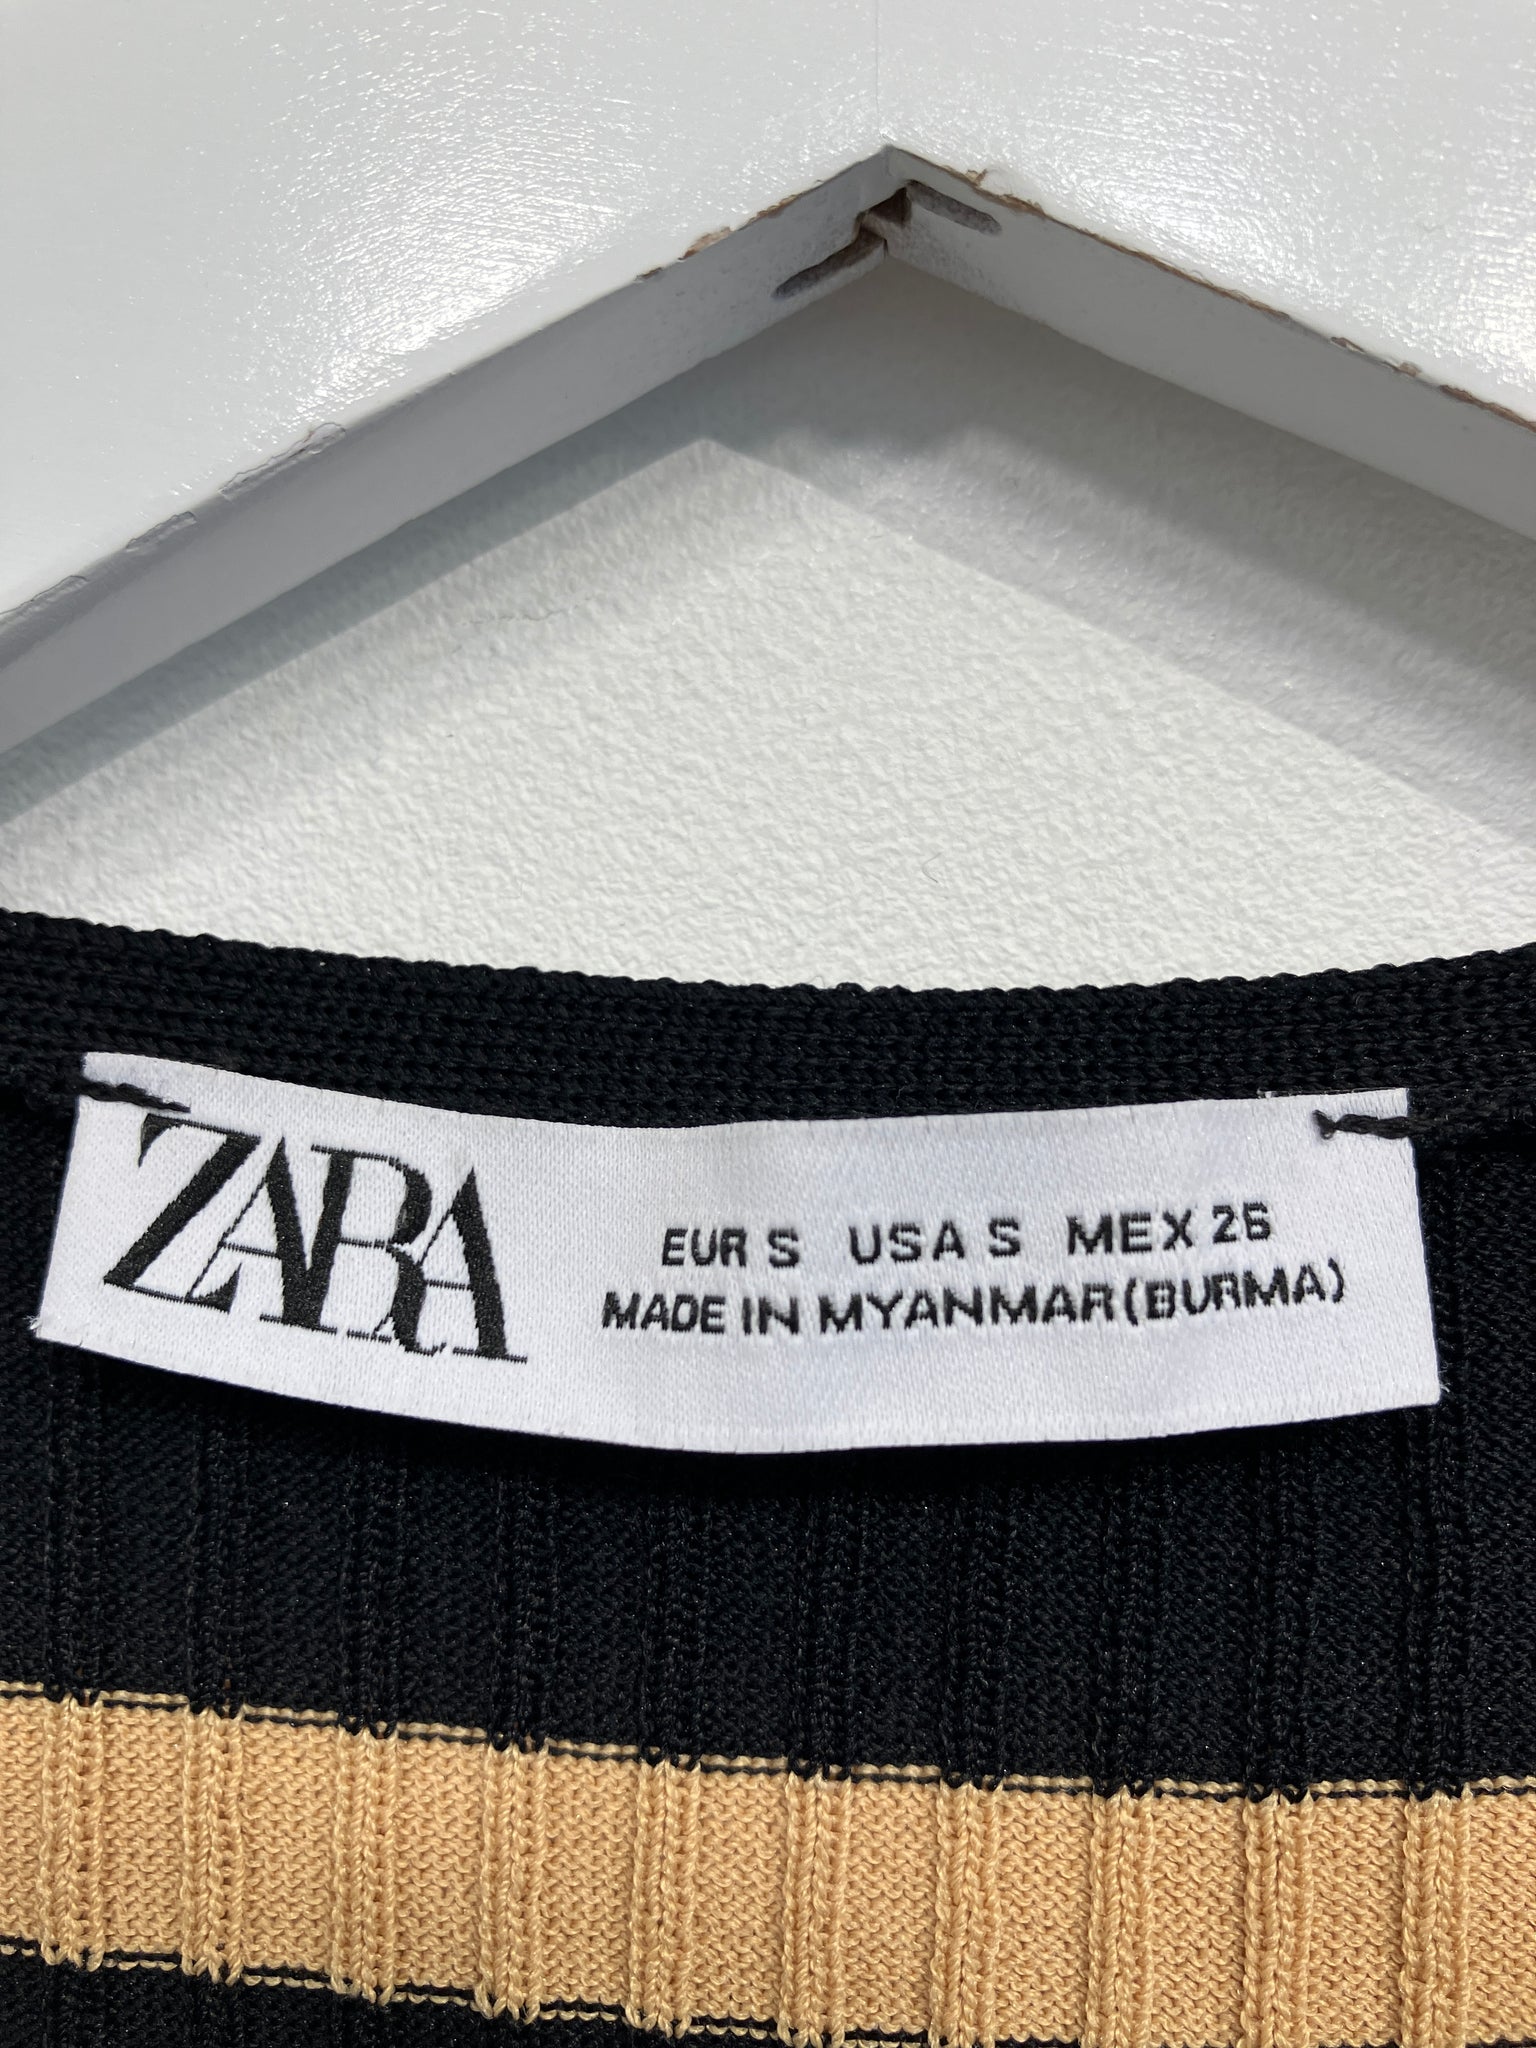 ZARA
EUR S USA S MEX 26
MADE IN MYANMAR (BURMA)